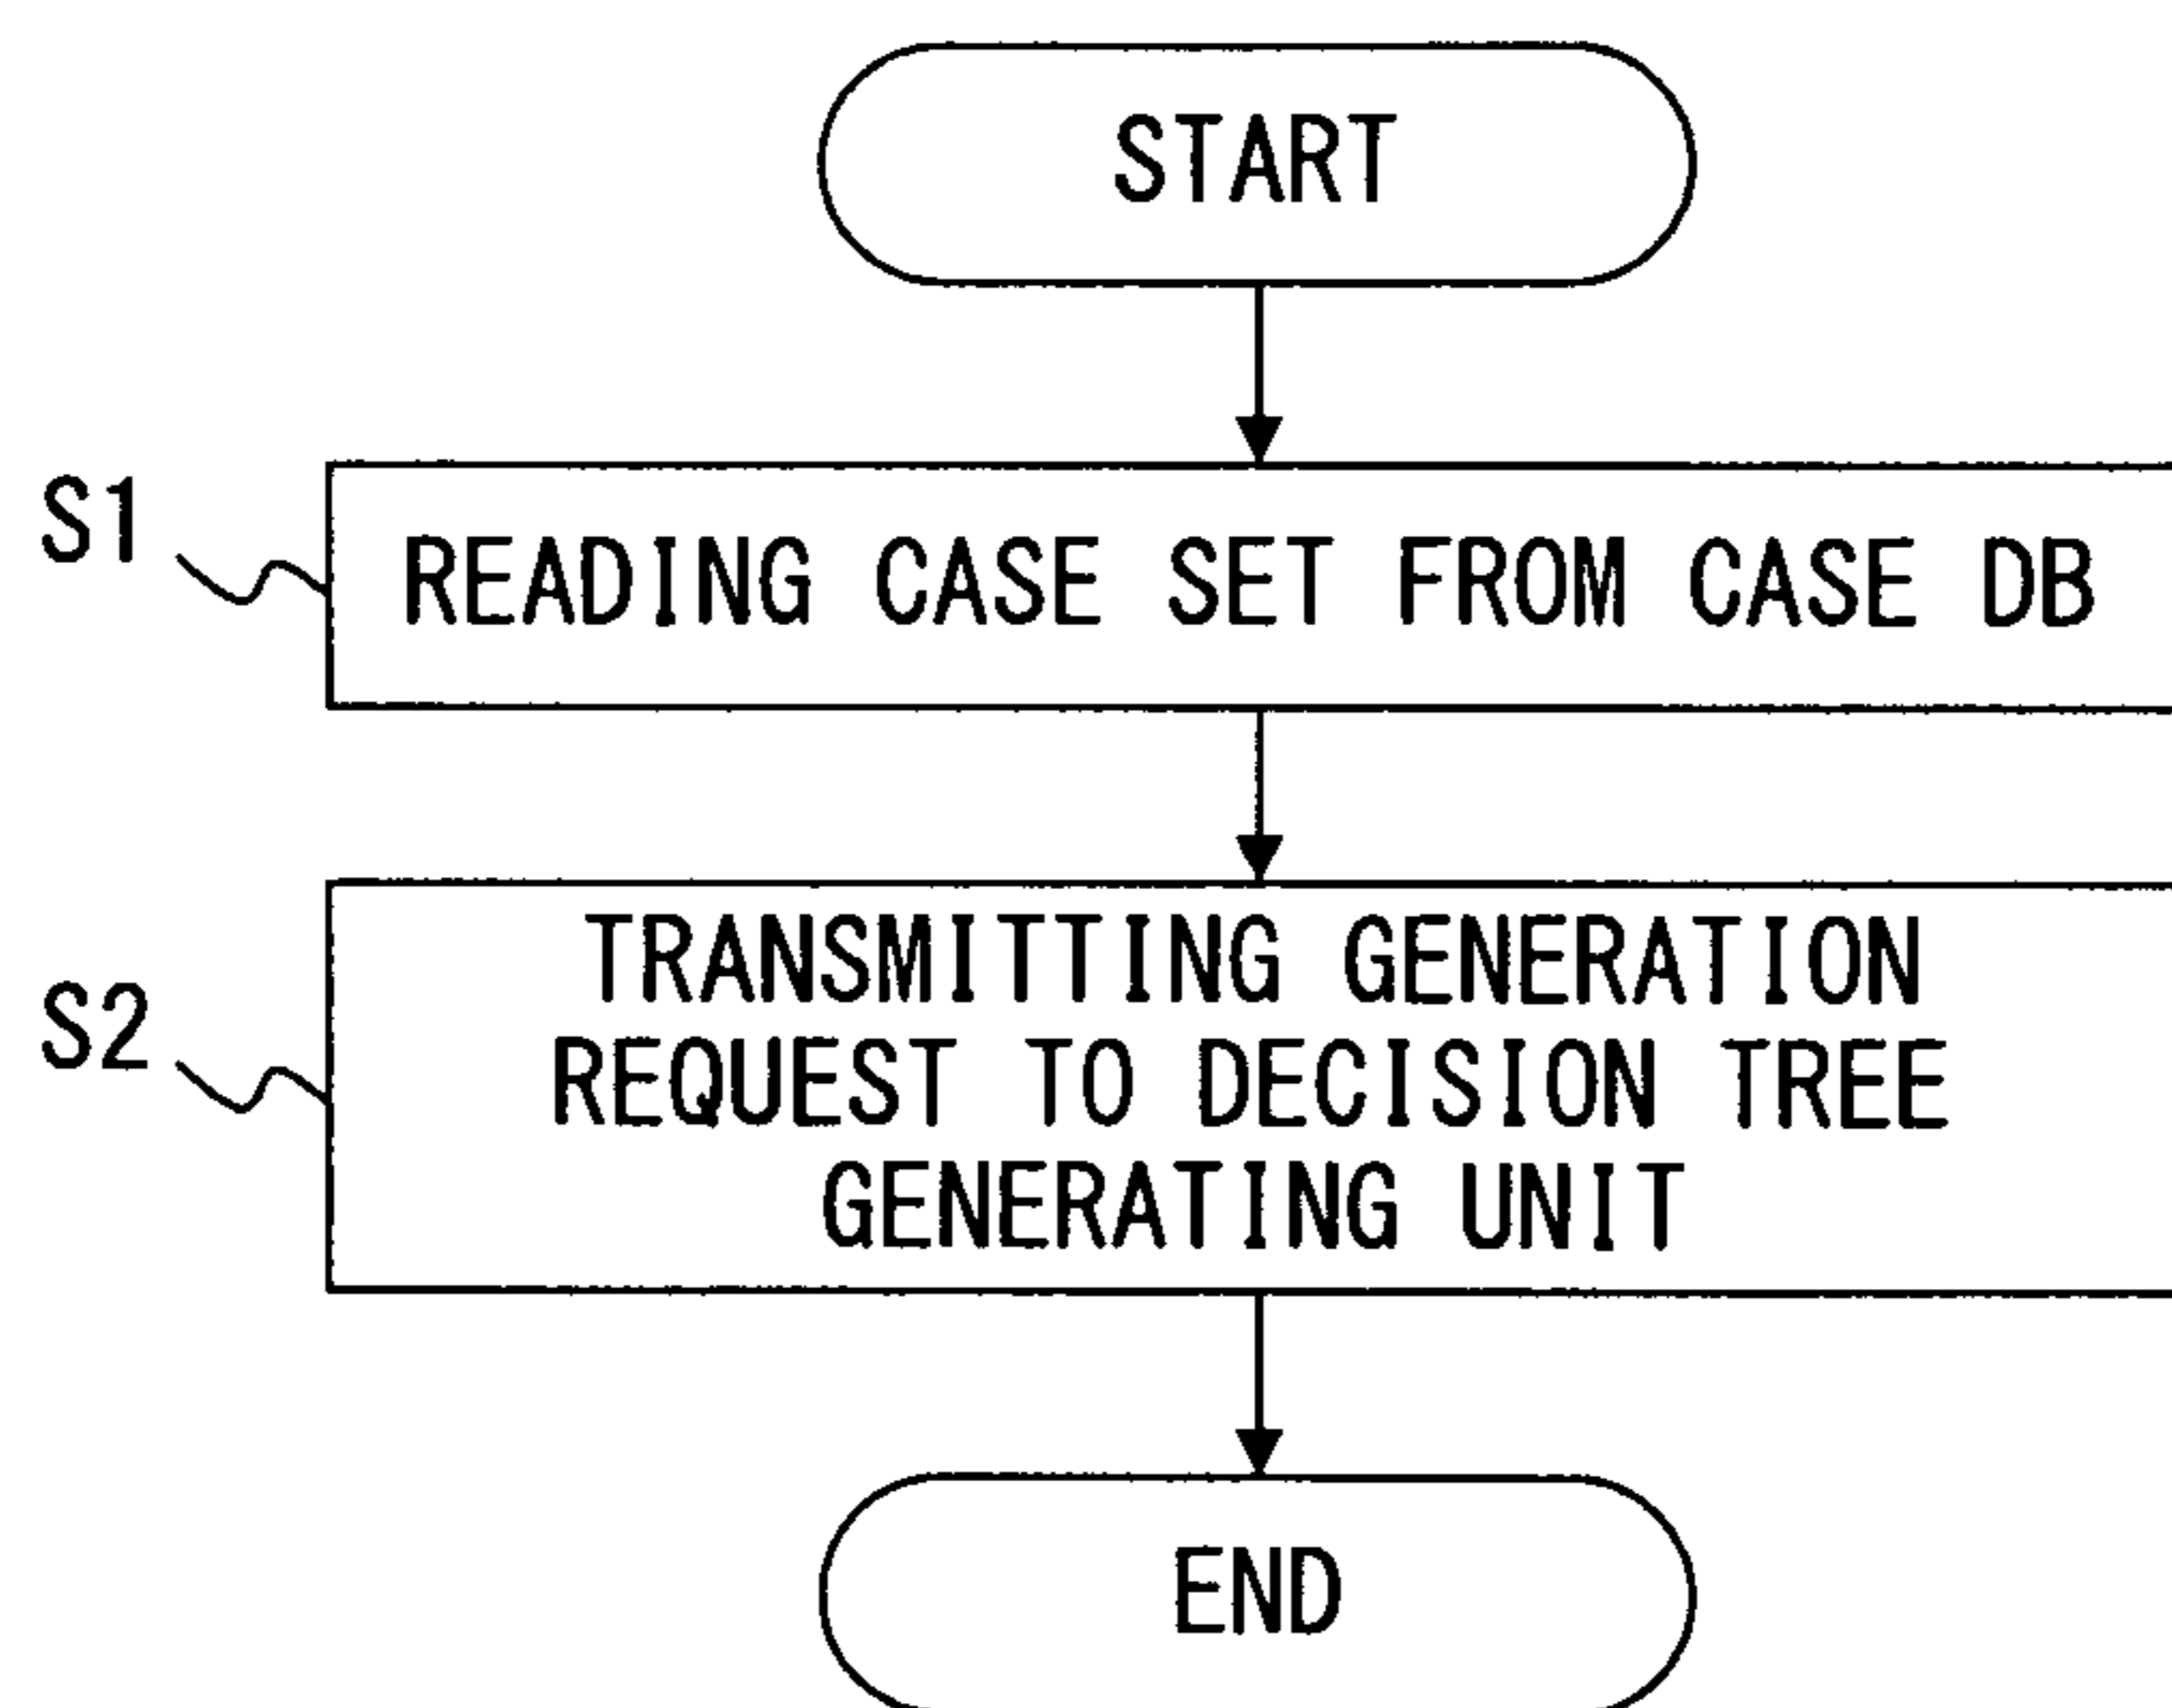 START
S1
READING CASE SET FROM CASE DB
S2
TRANSMITTING GENERATION
REQUEST TO DECISION TREE
GENERATING UNIT
END